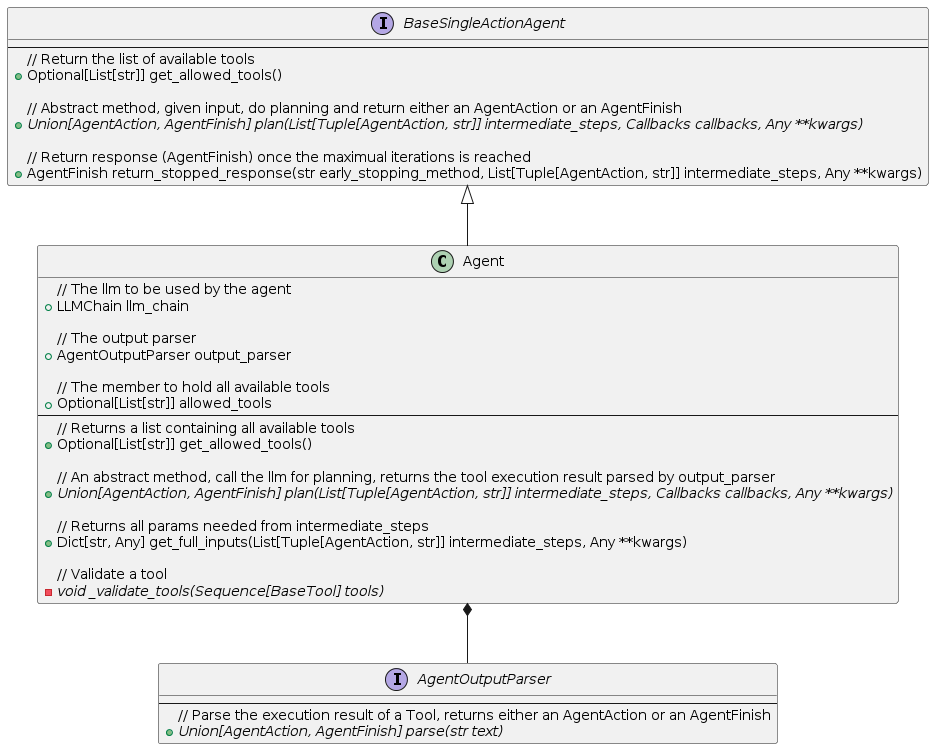 I BaseSingleActionAgent
// Return the list of available tools
Optional[List[str]] get_allowed_tools()
// Abstract method, given input, do planning and return either an AgentAction or an AgentFinish
Union[AgentAction, AgentFinish] plan(List[Tuple[AgentAction, str]] intermediate_steps, Callbacks callbacks, Any **kwargs)
// Return response (AgentFinish) once the maximual iterations is reached
AgentFinish return_stopped_response(str early_stopping_method, List[Tuple[AgentAction, str]] intermediate_steps, Any **kwargs)
C Agent
// The llm to be used by the agent
LLMChain llm_chain
// The output parser
AgentOutputParser output_parser
// The member to hold all available tools
Optional[List[str]] allowed_tools
// Returns a list containing all available tools
Optional[List[str]] get_allowed_tools()
// An abstract method, call the llm for planning, returns the tool execution result parsed by output_parser
Union[AgentAction, AgentFinish] plan(List[Tuple[AgentAction, str]] intermediate_steps, Callbacks callbacks, Any **kwargs)
// Returns all params needed from intermediate_steps
Dict[str, Any] get_full_inputs(List[Tuple[AgentAction, str]] intermediate_steps, Any **kwargs)
// Validate a tool
void _validate_tools(Sequence[BaseTool] tools)
I AgentOutputParser
// Parse the execution result of a Tool, returns either an AgentAction or an AgentFinish
Union[AgentAction, AgentFinish] parse(str text)